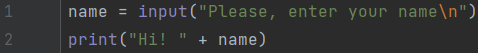 1 name = input("Please, enter your name\n")
2 print("Hi! " + name)